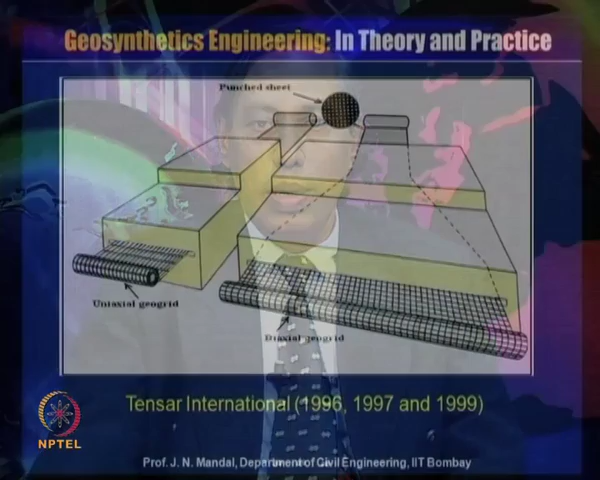 Geosynthetics Engineering: In Theory and Practice
Punched sheet
Uniaxial geogrid
Biaxial geogrid
Tensar International (1996, 1997 and 1999)
NPTEL
Prof. J. N. Mandal, Department of Civil Engineering, IIT Bombay